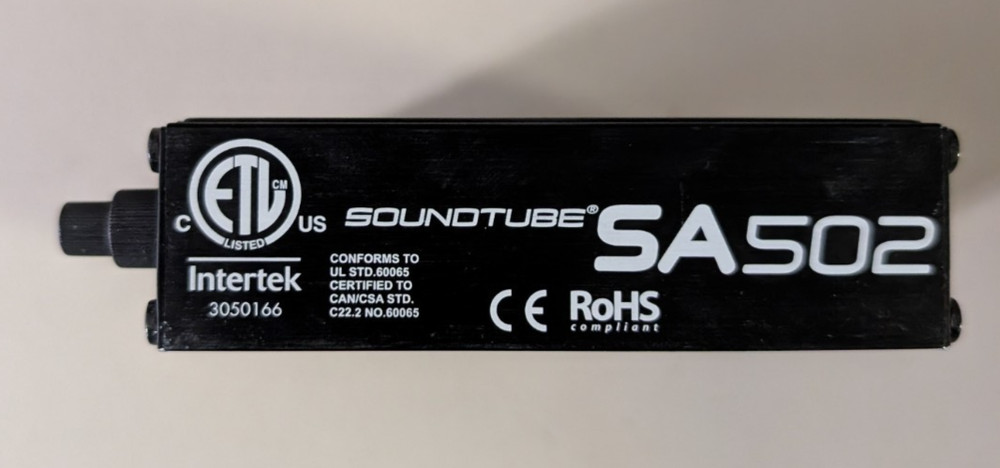 ETL CM
C US
LISTED
Intertek
3050166
SOUNDTUBE® SA502
CONFORMS TO
UL STD.60065
CERTIFIED TO
CAN/CSA STD.
C22.2 NO.60065
CE RoHS
compliant